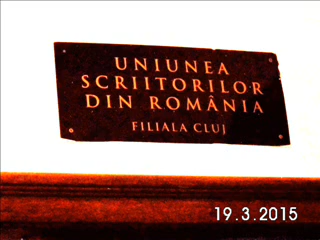 UNIUNEA
SCRIITORILOR
DIN ROMÂNIA
FILIALA CLUJ
19.3.2015